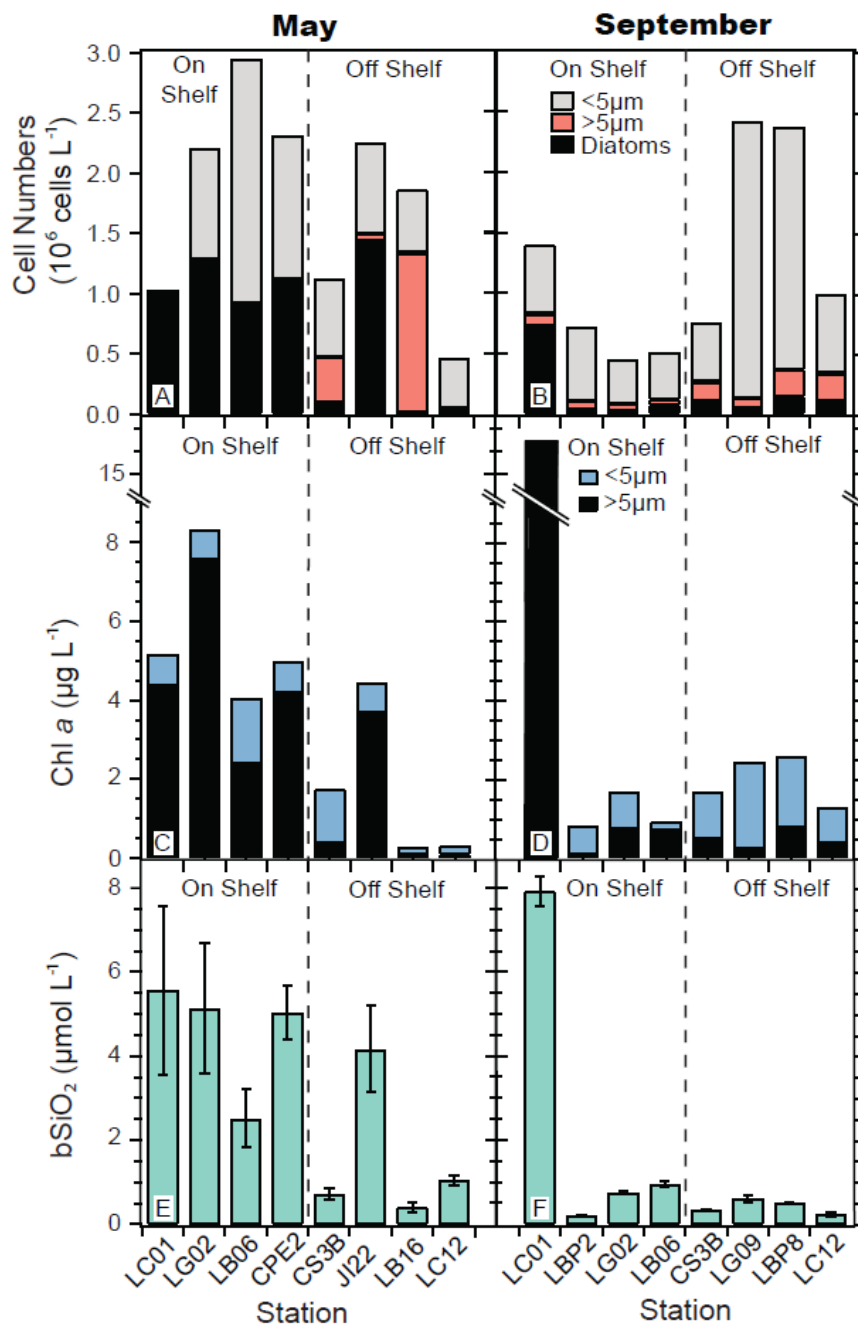 May
September
Cell Numbers
(10⁶ cells L⁻¹)
3.0
2.5
2.0
1.5
1.0
0.5
0.0
On
Shelf
Off Shelf
A
On Shelf
<5µm
>5µm
Diatoms
Off Shelf
B
Chl a (µg L⁻¹)
15
8
6
4
2
0
On Shelf
Off Shelf
C
On Shelf
<5µm
>5µm
Off Shelf
D
bSiO₂ (µmol L⁻¹)
8
6
4
2
0
On Shelf
Off Shelf
E
On Shelf
Off Shelf
F
LC01
LG02
LB06
CPE2
CS3B
JI22
LB16
LC12
LC01
LBP2
LG02
LB06
CS3B
LG09
LBP8
LC12
Station
Station